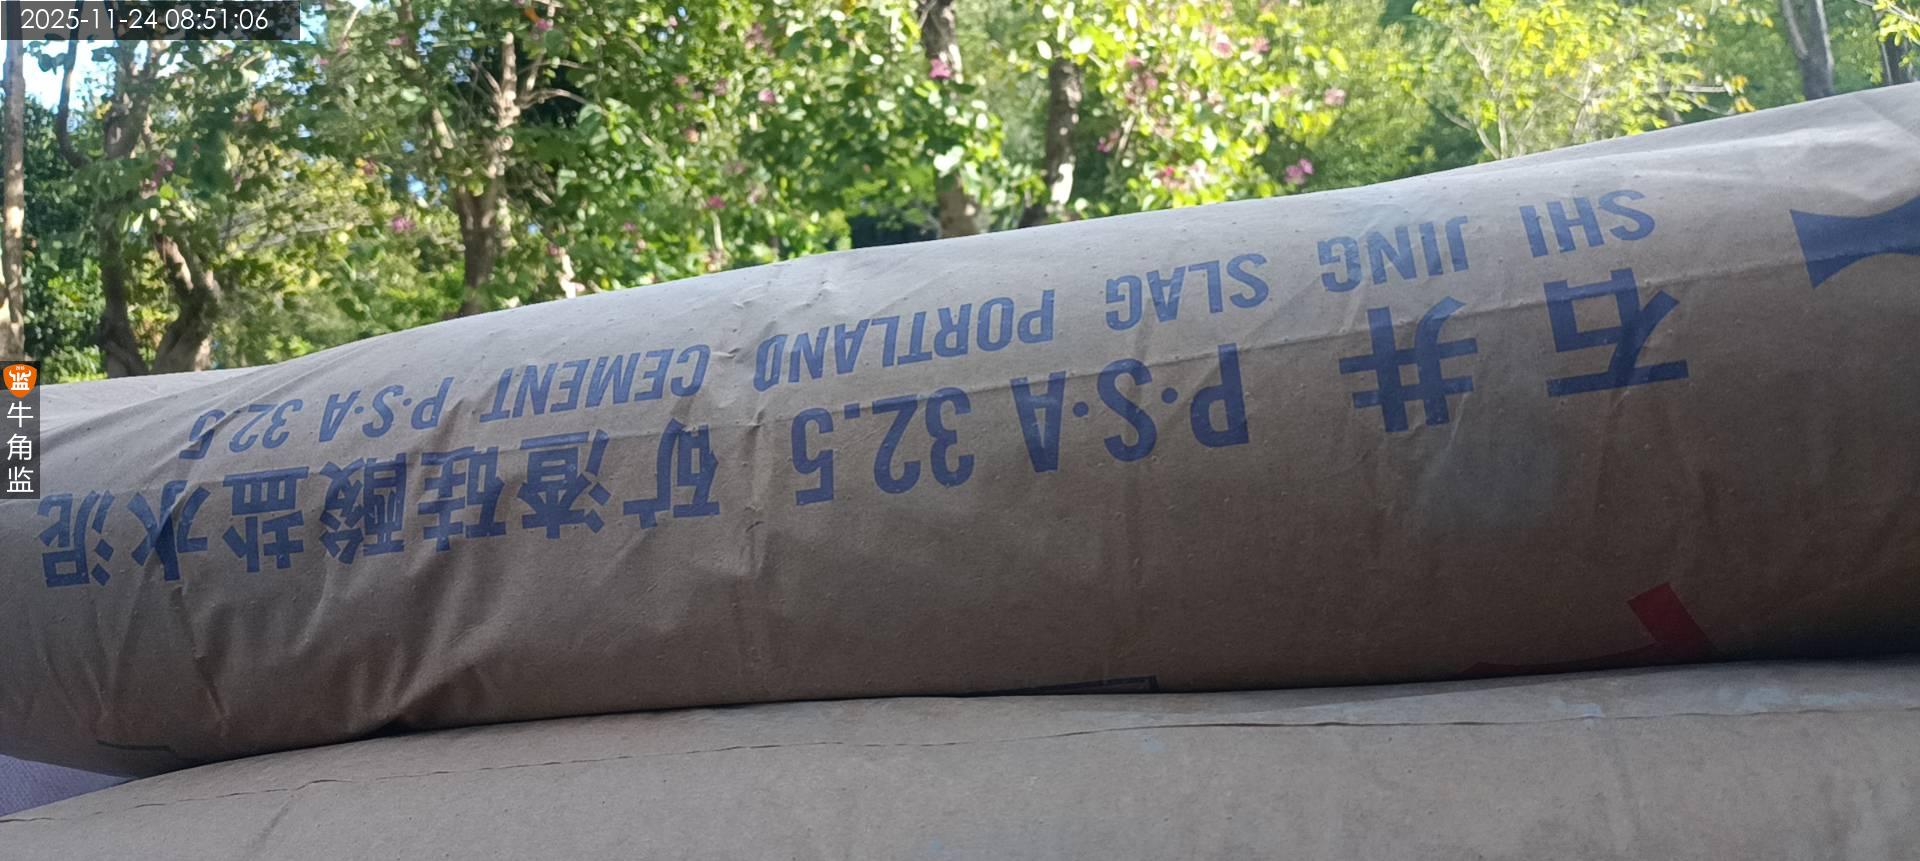 2025-11-24 08:51:06
牛角监
石井 P·S·A 32.5 矿渣硅酸盐水泥
SHI JING SLAG PORTLAND CEMENT P·S·A 32.5